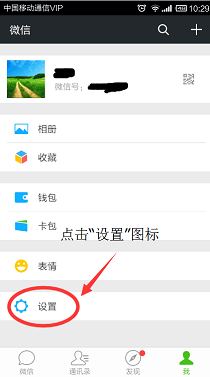 中国移动通信VIP 10:29
微信
微信号：
相册
收藏
钱包
卡包
点击“设置”图标
表情
设置
微信 通讯录 发现 我